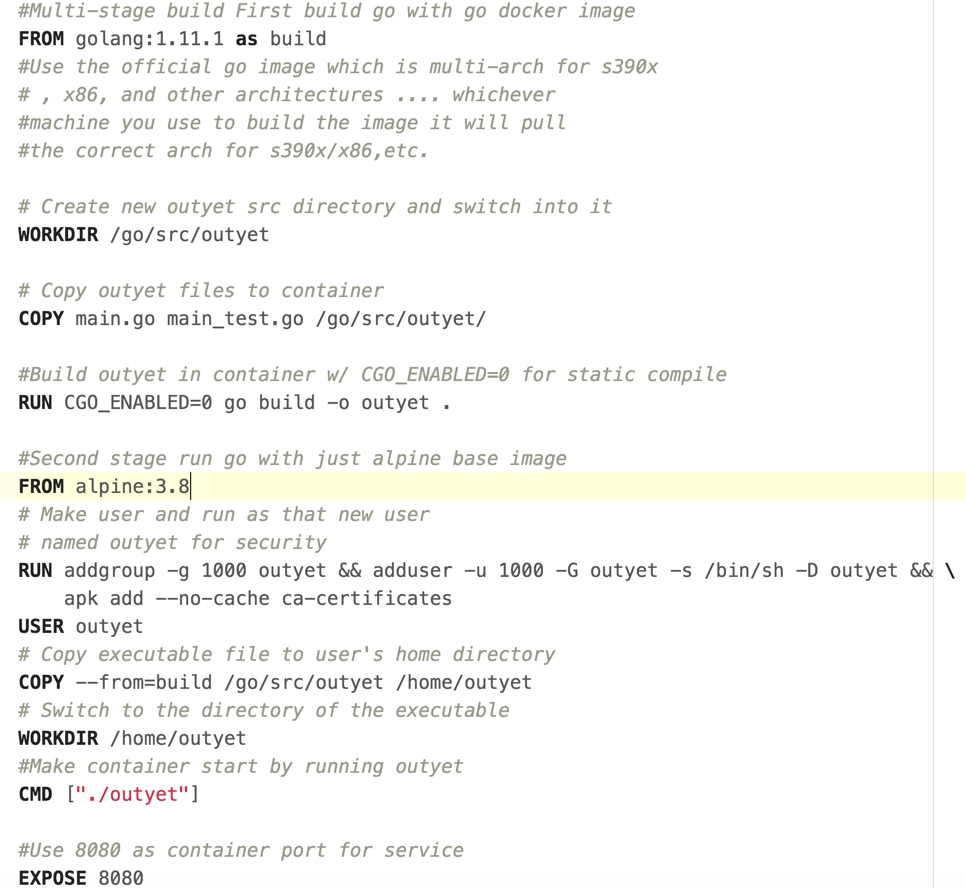 #Multi-stage build First build go with go docker image
FROM golang:1.11.1 as build
#Use the official go image which is multi-arch for s390x
# , x86, and other architectures .... whichever
#machine you use to build the image it will pull
#the correct arch for s390x/x86,etc.

# Create new outyet src directory and switch into it
WORKDIR /go/src/outyet

# Copy outyet files to container
COPY main.go main_test.go /go/src/outyet/

#Build outyet in container w/ CGO_ENABLED=0 for static compile
RUN CGO_ENABLED=0 go build -o outyet .

#Second stage run go with just alpine base image
FROM alpine:3.8
# Make user and run as that new user
# named outyet for security
RUN addgroup -g 1000 outyet && adduser -u 1000 -G outyet -s /bin/sh -D outyet && \
    apk add --no-cache ca-certificates
USER outyet
# Copy executable file to user's home directory
COPY --from=build /go/src/outyet /home/outyet
# Switch to the directory of the executable
WORKDIR /home/outyet
#Make container start by running outyet
CMD ["./outyet"]

#Use 8080 as container port for service
EXPOSE 8080